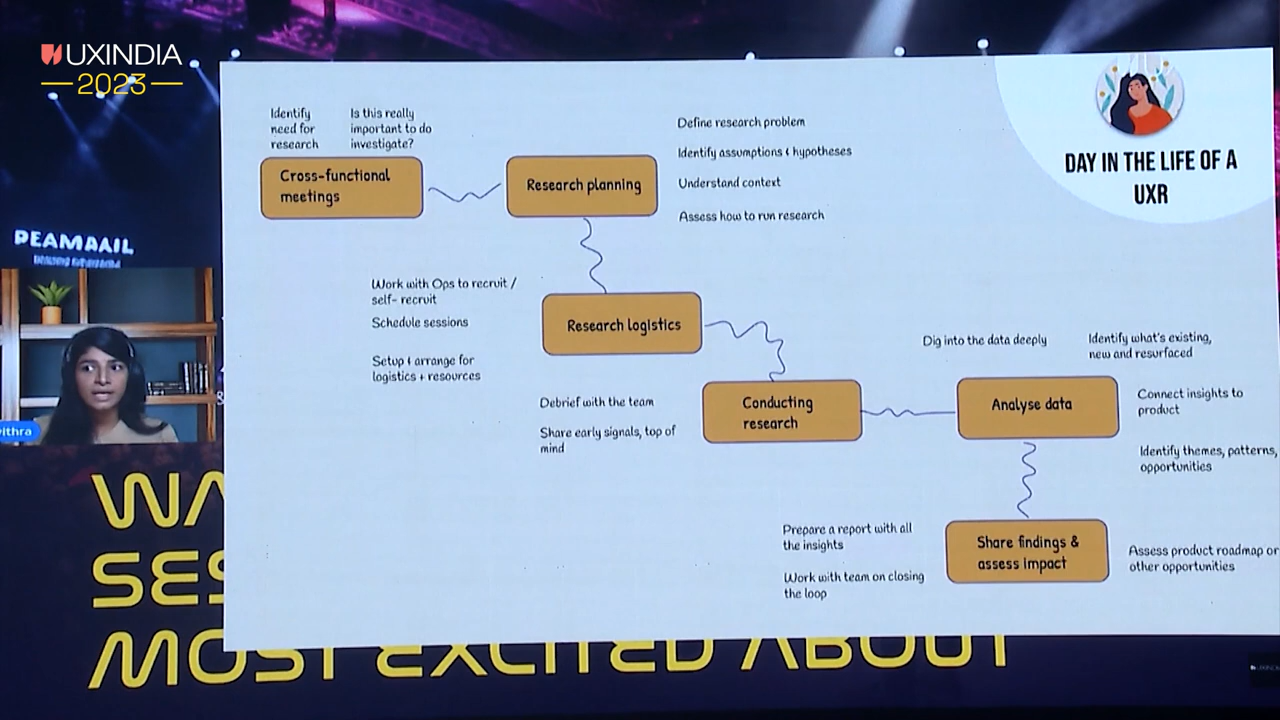 UXINDIA
2023
Identify
need for
research
Is this really
important to do
investigate?
Cross-functional
meetings
Research planning
Define research problem
Identify assumptions & hypotheses
Understand context
Assess how to run research
DAY IN THE LIFE OF A
UXR
Work with Ops to recruit /
self- recruit
Schedule sessions
Setup & arrange for
logistics + resources
Research logistics
Debrief with the team
Share early signals, top of
mind
Conducting
research
Dig into the data deeply
Identify what's existing,
new and resurfaced
Analyse data
Connect insights to
product
Identify themes, patterns,
opportunities
Prepare a report with all
the insights
Work with team on closing
the loop
Share findings &
assess impact
Assess product roadmap or
other opportunities
vithra
WA
SES
MOST EXCITED ABOUT